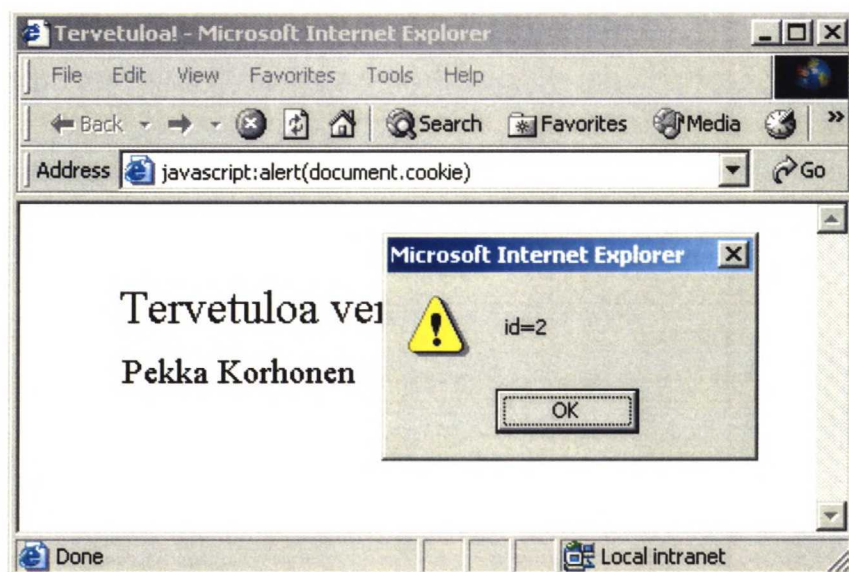 Tervetuloa! - Microsoft Internet Explorer
File Edit View Favorites Tools Help
Back Search Favorites Media »
Address javascript:alert(document.cookie) Go
Microsoft Internet Explorer
Tervetuloa
id=2
Pekka Korhonen
OK
Done Local intranet